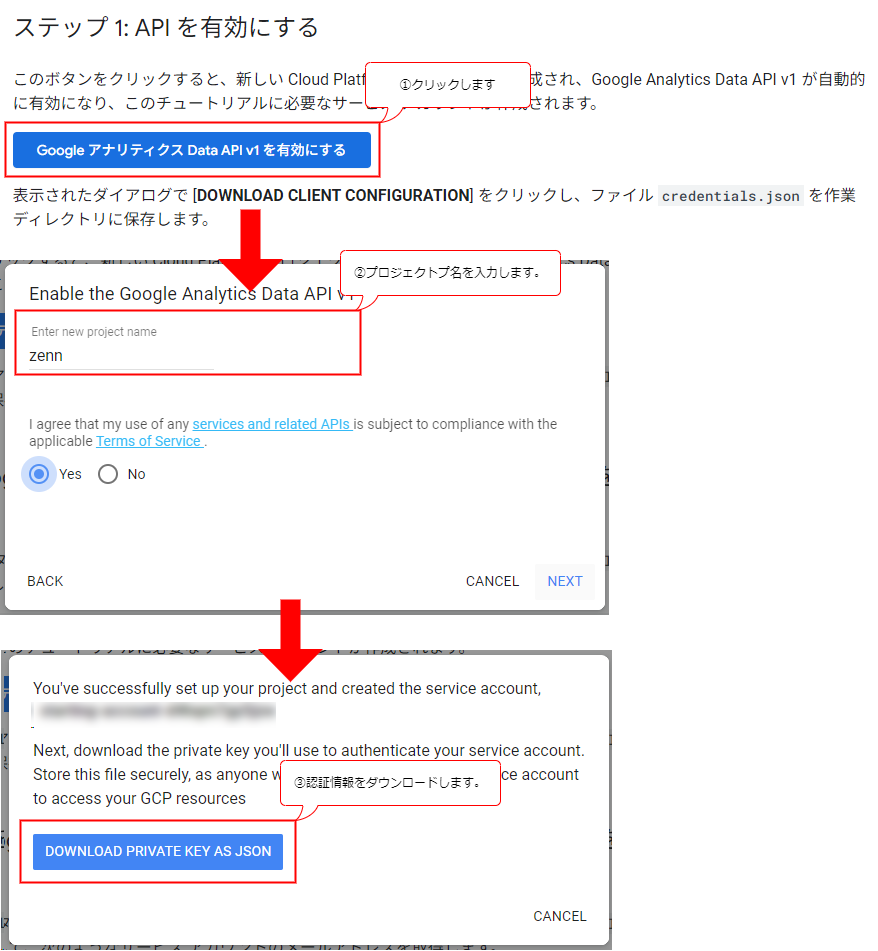 ステップ 1: API を有効にする
このボタンをクリックすると、新しい Cloud Platf
①クリックします
成され、Google Analytics Data API v1 が自動的
に有効になり、このチュートリアルに必要なサー
されます。
Google アナリティクス Data API v1 を有効にする
表示されたダイアログで [DOWNLOAD CLIENT CONFIGURATION] をクリックし、ファイル credentials.json を作業
ディレクトリに保存します。
②プロジェクトプ名を入力します。
Enable the Google Analytics Data API v1
Enter new project name
zenn
I agree that my use of any services and related APIs is subject to compliance with the
applicable Terms of Service .
Yes No
BACK CANCEL NEXT
You've successfully set up your project and created the service account,
Next, download the private key you'll use to authenticate your service account.
Store this file securely, as anyone w
③認証情報をダウンロードします。
ce account
to access your GCP resources
DOWNLOAD PRIVATE KEY AS JSON
CANCEL